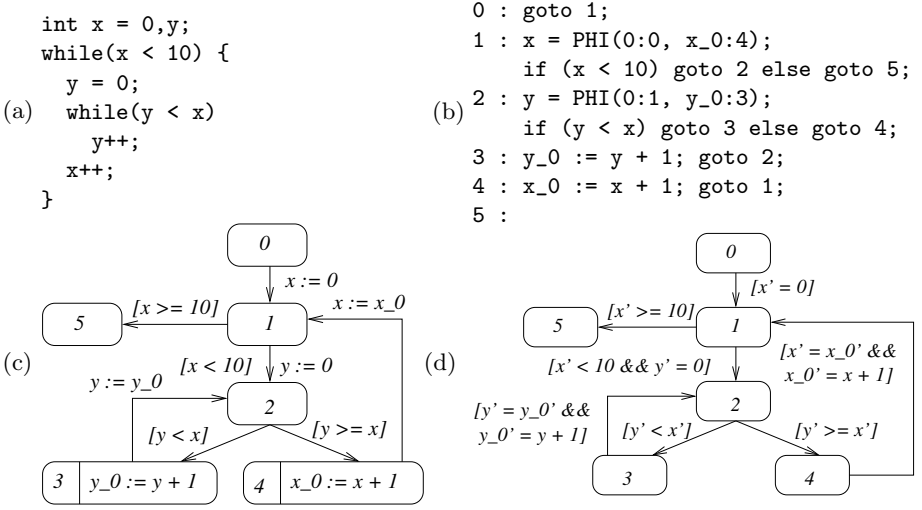 (a)
int x = 0,y;
while(x < 10) {
y = 0;
while(y < x)
y++;
x++;
}
(b)
0 : goto 1;
1 : x = PHI(0:0, x_0:4);
if (x < 10) goto 2 else goto 5;
2 : y = PHI(0:1, y_0:3);
if (y < x) goto 3 else goto 4;
3 : y_0 := y + 1; goto 2;
4 : x_0 := x + 1; goto 1;
5 :
(c)
0
x := 0
x := x_0
[x >= 10]
5
1
[x < 10]
y := 0
y := y_0
2
[y < x]
[y >= x]
3
y_0 := y + 1
4
x_0 := x + 1
(d)
0
[x' = 0]
[x' >= 10]
5
1
[x' = x_0' &&
x_0' = x + 1]
[x' < 10 && y' = 0]
2
[y' = y_0' &&
y_0' = y + 1]
[y' < x']
[y' >= x']
3
4